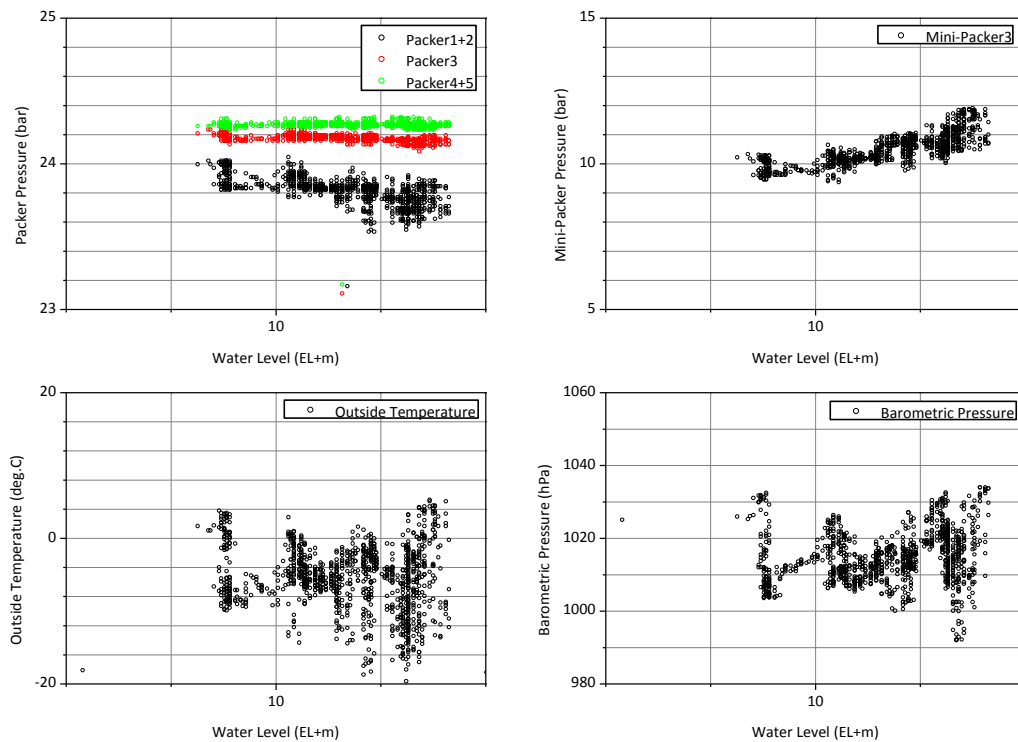 25
24
23
Packer Pressure (bar)
Packer1+2
Packer3
Packer4+5
10
Water Level (EL+m)
15
10
5
Mini-Packer Pressure (bar)
Mini-Packer3
10
Water Level (EL+m)
20
0
-20
Outside Temperature (deg.C)
Outside Temperature
10
Water Level (EL+m)
1060
1040
1020
1000
980
Barometric Pressure (hPa)
Barometric Pressure
10
Water Level (EL+m)